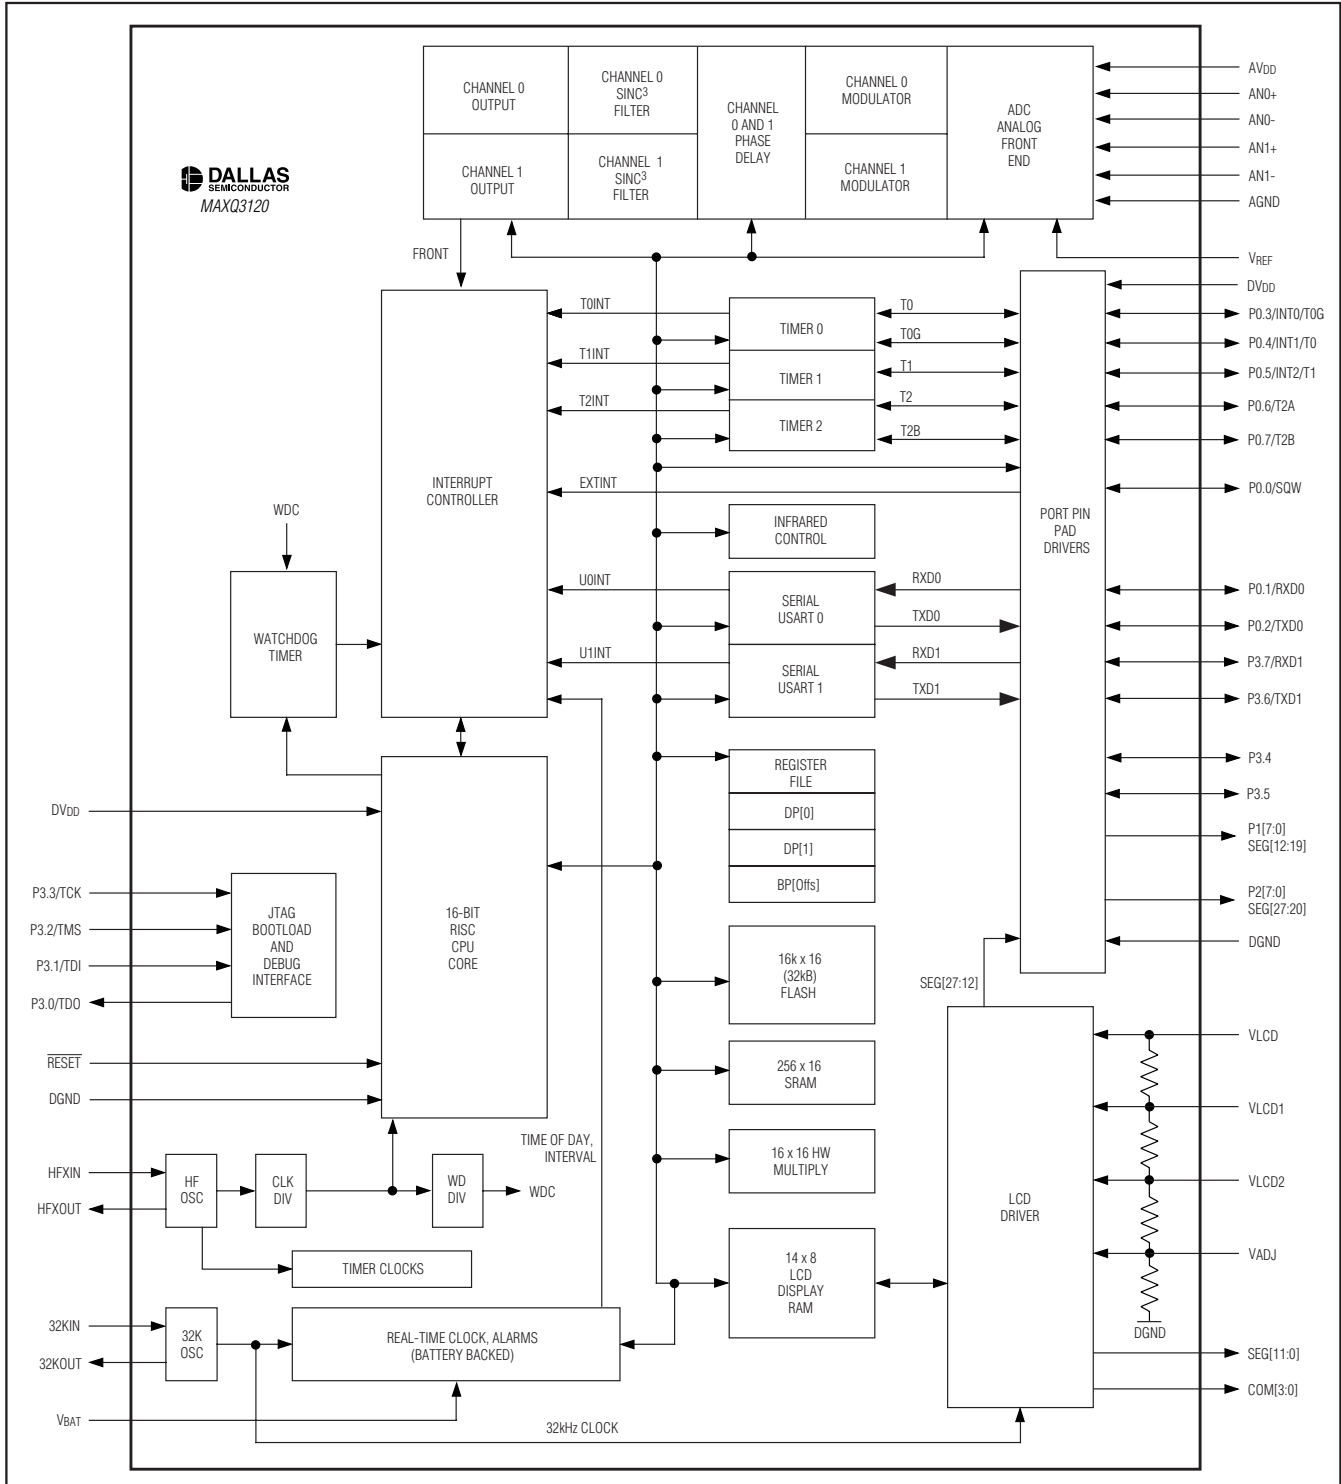 DALLAS
SEMICONDUCTOR
MAXQ3120
CHANNEL 0
OUTPUT
CHANNEL 0
SINC3
FILTER
CHANNEL
0 AND 1
PHASE
DELAY
CHANNEL 0
MODULATOR
ADC
ANALOG
FRONT
END
CHANNEL 1
OUTPUT
CHANNEL 1
SINC3
FILTER
CHANNEL 1
MODULATOR
AVDD
AN0+
AN0-
AN1+
AN1-
AGND
VREF
DVDD
P0.3/INT0/T0G
P0.4/INT1/T0
P0.5/INT2/T1
P0.6/T2A
P0.7/T2B
P0.0/SQW
P0.1/RXD0
P0.2/TXD0
P3.7/RXD1
P3.6/TXD1
P3.4
P3.5
P1[7:0]
SEG[12:19]
P2[7:0]
SEG[27:20]
DGND
FRONT
INTERRUPT
CONTROLLER
T0INT
T1INT
T2INT
EXTINT
U0INT
U1INT
TIMER 0
TIMER 1
TIMER 2
T0
T0G
T1
T2
T2B
PORT PIN
PAD
DRIVERS
INFRARED
CONTROL
SERIAL
USART 0
SERIAL
USART 1
RXD0
TXD0
RXD1
TXD1
WDC
WATCHDOG
TIMER
REGISTER
FILE
DP[0]
DP[1]
BP[Offs]
DVDD
P3.3/TCK
P3.2/TMS
P3.1/TDI
P3.0/TDO
JTAG
BOOTLOAD
AND
DEBUG
INTERFACE
16-BIT
RISC
CPU
CORE
16k x 16
(32kB)
FLASH
SEG[27:12]
RESET
DGND
256 x 16
SRAM
16 x 16 HW
MULTIPLY
TIME OF DAY,
INTERVAL
HFXIN
HFXOUT
HF
OSC
CLK
DIV
WD
DIV
WDC
TIMER CLOCKS
14 x 8
LCD
DISPLAY
RAM
LCD
DRIVER
VLCD
VLCD1
VLCD2
VADJ
DGND
SEG[11:0]
COM[3:0]
32KIN
32KOUT
32K
OSC
REAL-TIME CLOCK, ALARMS
(BATTERY BACKED)
VBAT
32kHz CLOCK